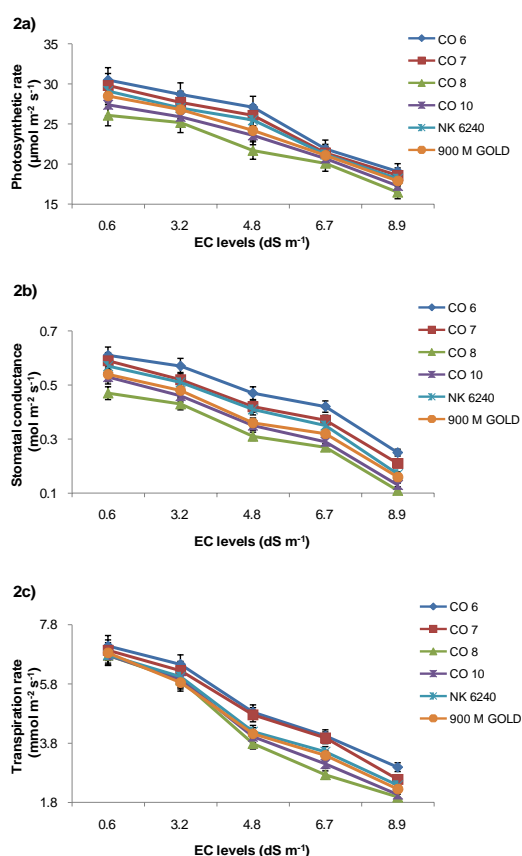 2a)
35
30
25
20
15
Photosynthetic rate
(µmol m⁻² s⁻¹)
0.6 3.2 4.8 6.7 8.9
EC levels (dS m⁻¹)
CO 6
CO 7
CO 8
CO 10
NK 6240
900 M GOLD
2b)
0.7
0.5
0.3
0.1
Stomatal conductance
(mol m⁻² s⁻¹)
0.6 3.2 4.8 6.7 8.9
EC levels (dS m⁻¹)
CO 6
CO 7
CO 8
CO 10
NK 6240
900 M GOLD
2c)
7.8
5.8
3.8
1.8
Transpiration rate
(mmol m⁻² s⁻¹)
0.6 3.2 4.8 6.7 8.9
EC levels (dS m⁻¹)
CO 6
CO 7
CO 8
CO 10
NK 6240
900 M GOLD